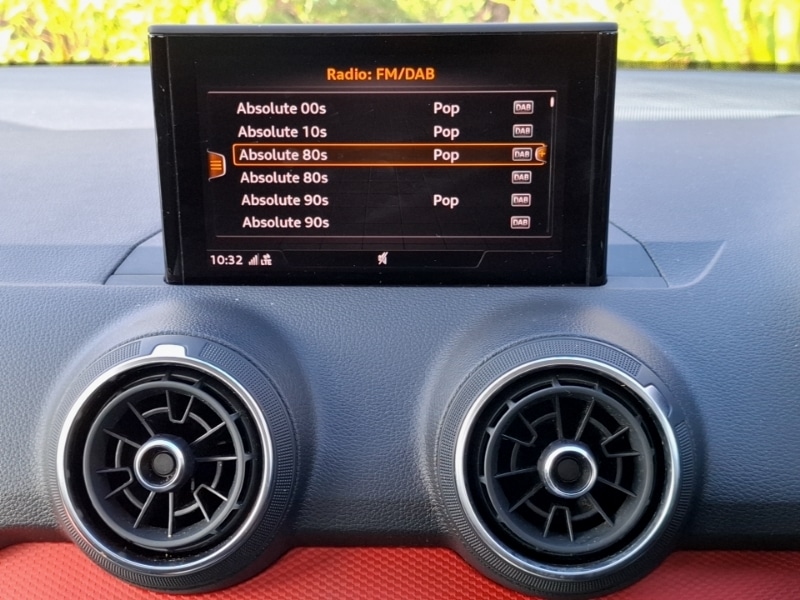 Radio: FM/DAB
Absolute 00s Pop DAB
Absolute 10s Pop DAB
Absolute 80s Pop DAB
Absolute 80s DAB
Absolute 90s Pop DAB
Absolute 90s DAB
10:32 LTE